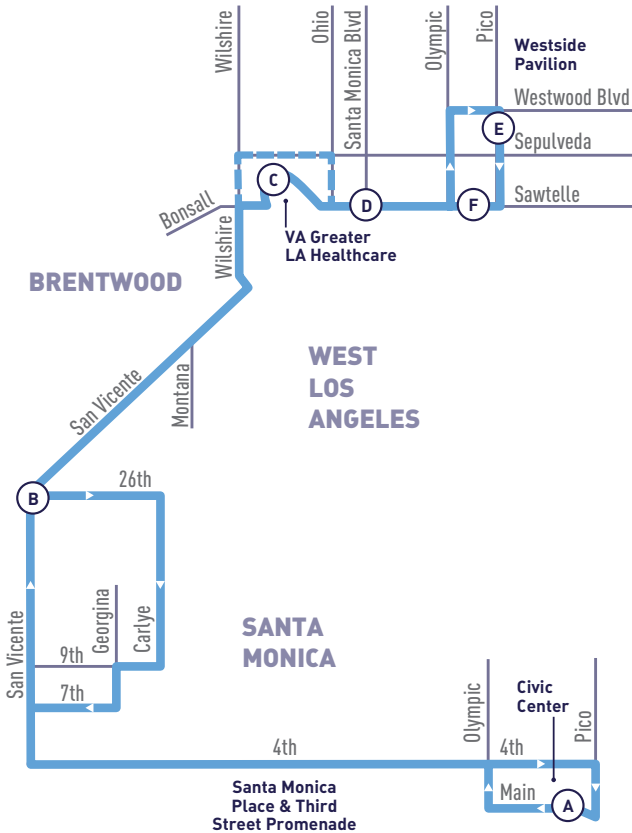 Wilshire
Ohio
Santa Monica Blvd
Olympic
Pico
Westside
Pavilion
Westwood Blvd
E
Sepulveda
C
Bonsall
D
F
Sawtelle
Wilshire
VA Greater
LA Healthcare
BRENTWOOD
WEST
LOS
ANGELES
San Vicente
Montana
B
26th
San Vicente
Georgina
Carlye
9th
7th
SANTA
MONICA
Olympic
Civic
Center
Pico
4th
4th
Main
A
Santa Monica
Place & Third
Street Promenade